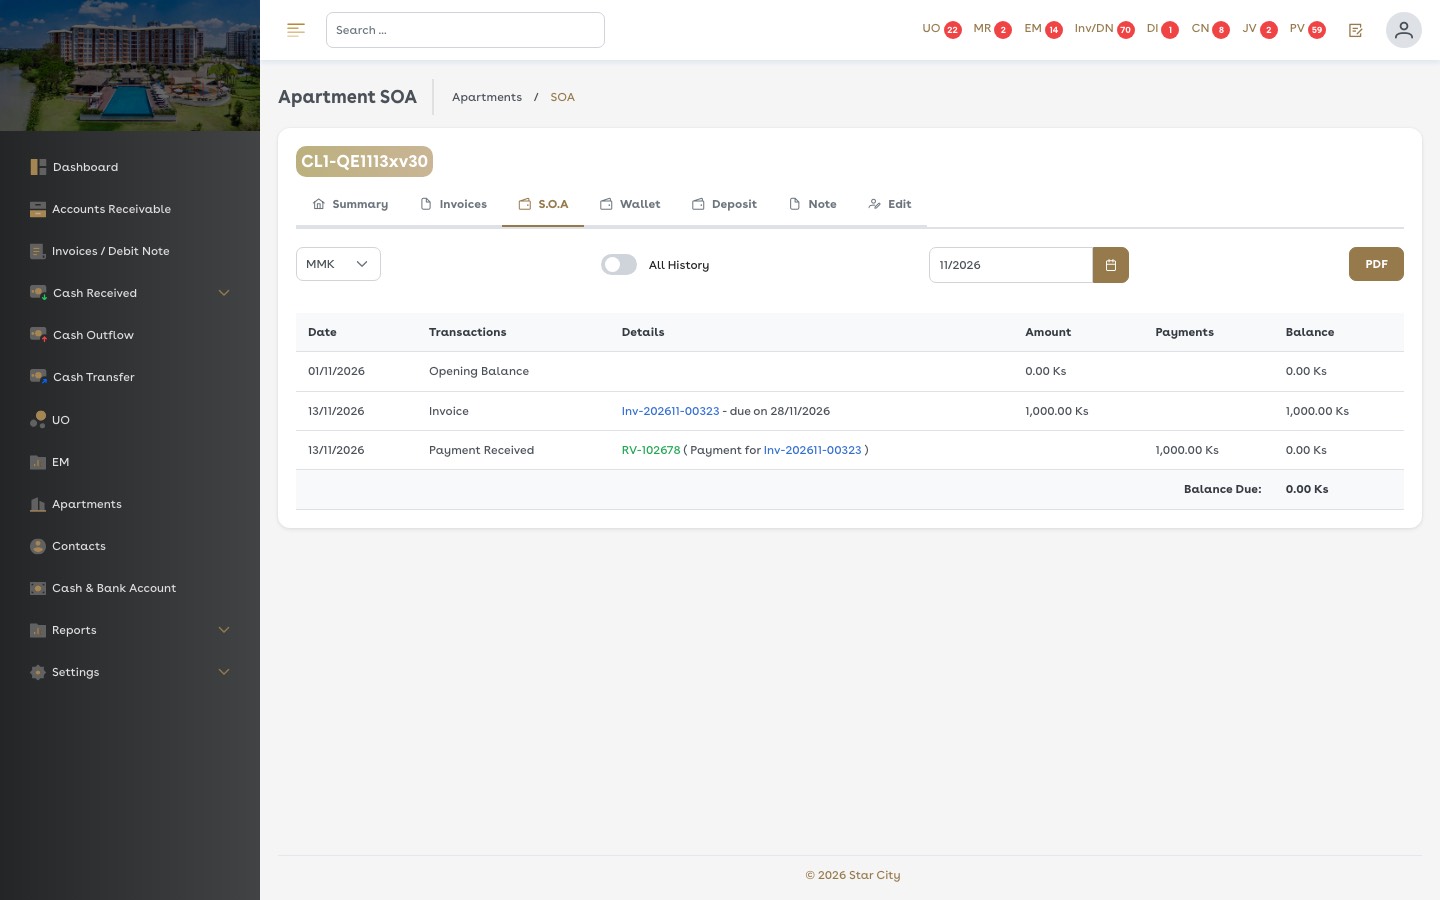 Search ...
UO 22 MR 2 EM 14 Inv/DN 70 DI 1 CN 8 JV 2 PV 59
Apartment SOA
Apartments / SOA
Dashboard
Accounts Receivable
Invoices / Debit Note
Cash Received
Cash Outflow
Cash Transfer
UO
EM
Apartments
Contacts
Cash & Bank Account
Reports
Settings
CL1-QE1113xv30
Summary Invoices S.O.A Wallet Deposit Note Edit
MMK All History 11/2026 PDF
Date Transactions Details Amount Payments Balance
01/11/2026 Opening Balance 0.00 Ks 0.00 Ks
13/11/2026 Invoice Inv-202611-00323 - due on 28/11/2026 1,000.00 Ks 1,000.00 Ks
13/11/2026 Payment Received RV-102678 ( Payment for Inv-202611-00323 ) 1,000.00 Ks 0.00 Ks
Balance Due: 0.00 Ks
© 2026 Star City